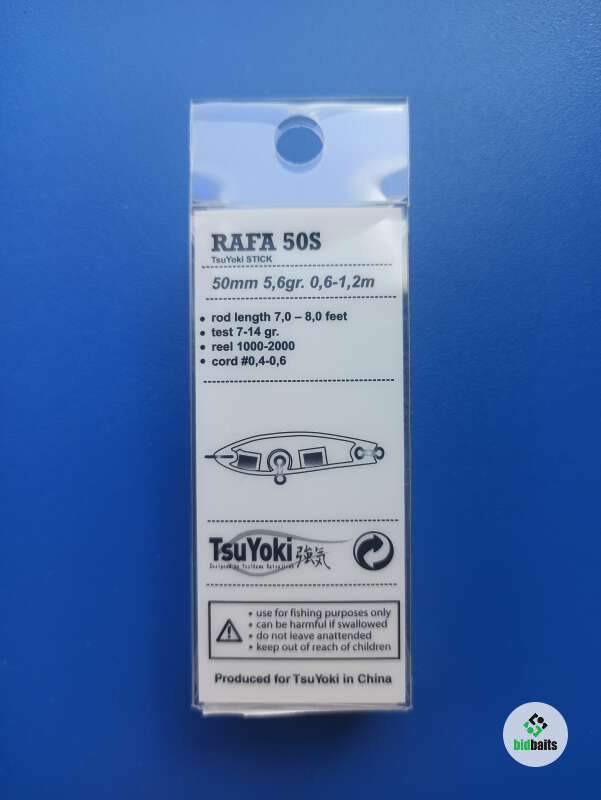 RAFA 50S
TsuYoki STICK
50mm 5,6gr. 0,6-1,2m
• rod length 7,0 – 8,0 feet
• test 7-14 gr.
• reel 1000-2000
• cord #0,4-0,6
TsuYoki 強気
Designed by
• use for fishing purposes only
• can be harmful if swallowed
• do not leave anattended
• keep out of reach of children
Produced for TsuYoki in China
bidbaits